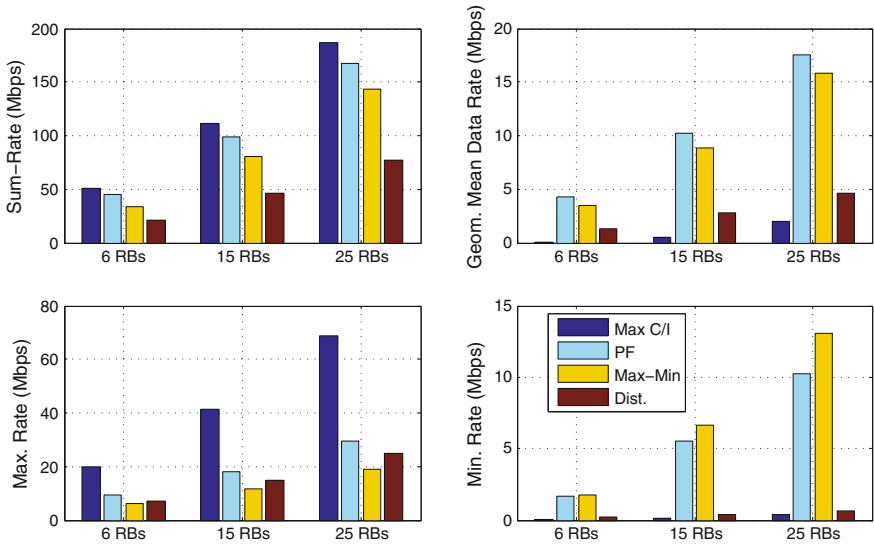 Sum−Rate (Mbps)
200
150
100
50
0
6 RBs
15 RBs
25 RBs
Geom. Mean Data Rate (Mbps)
20
15
10
5
0
6 RBs
15 RBs
25 RBs
Max. Rate (Mbps)
80
60
40
20
0
6 RBs
15 RBs
25 RBs
Min. Rate (Mbps)
15
10
5
0
6 RBs
15 RBs
25 RBs
Max C/I
PF
Max−Min
Dist.